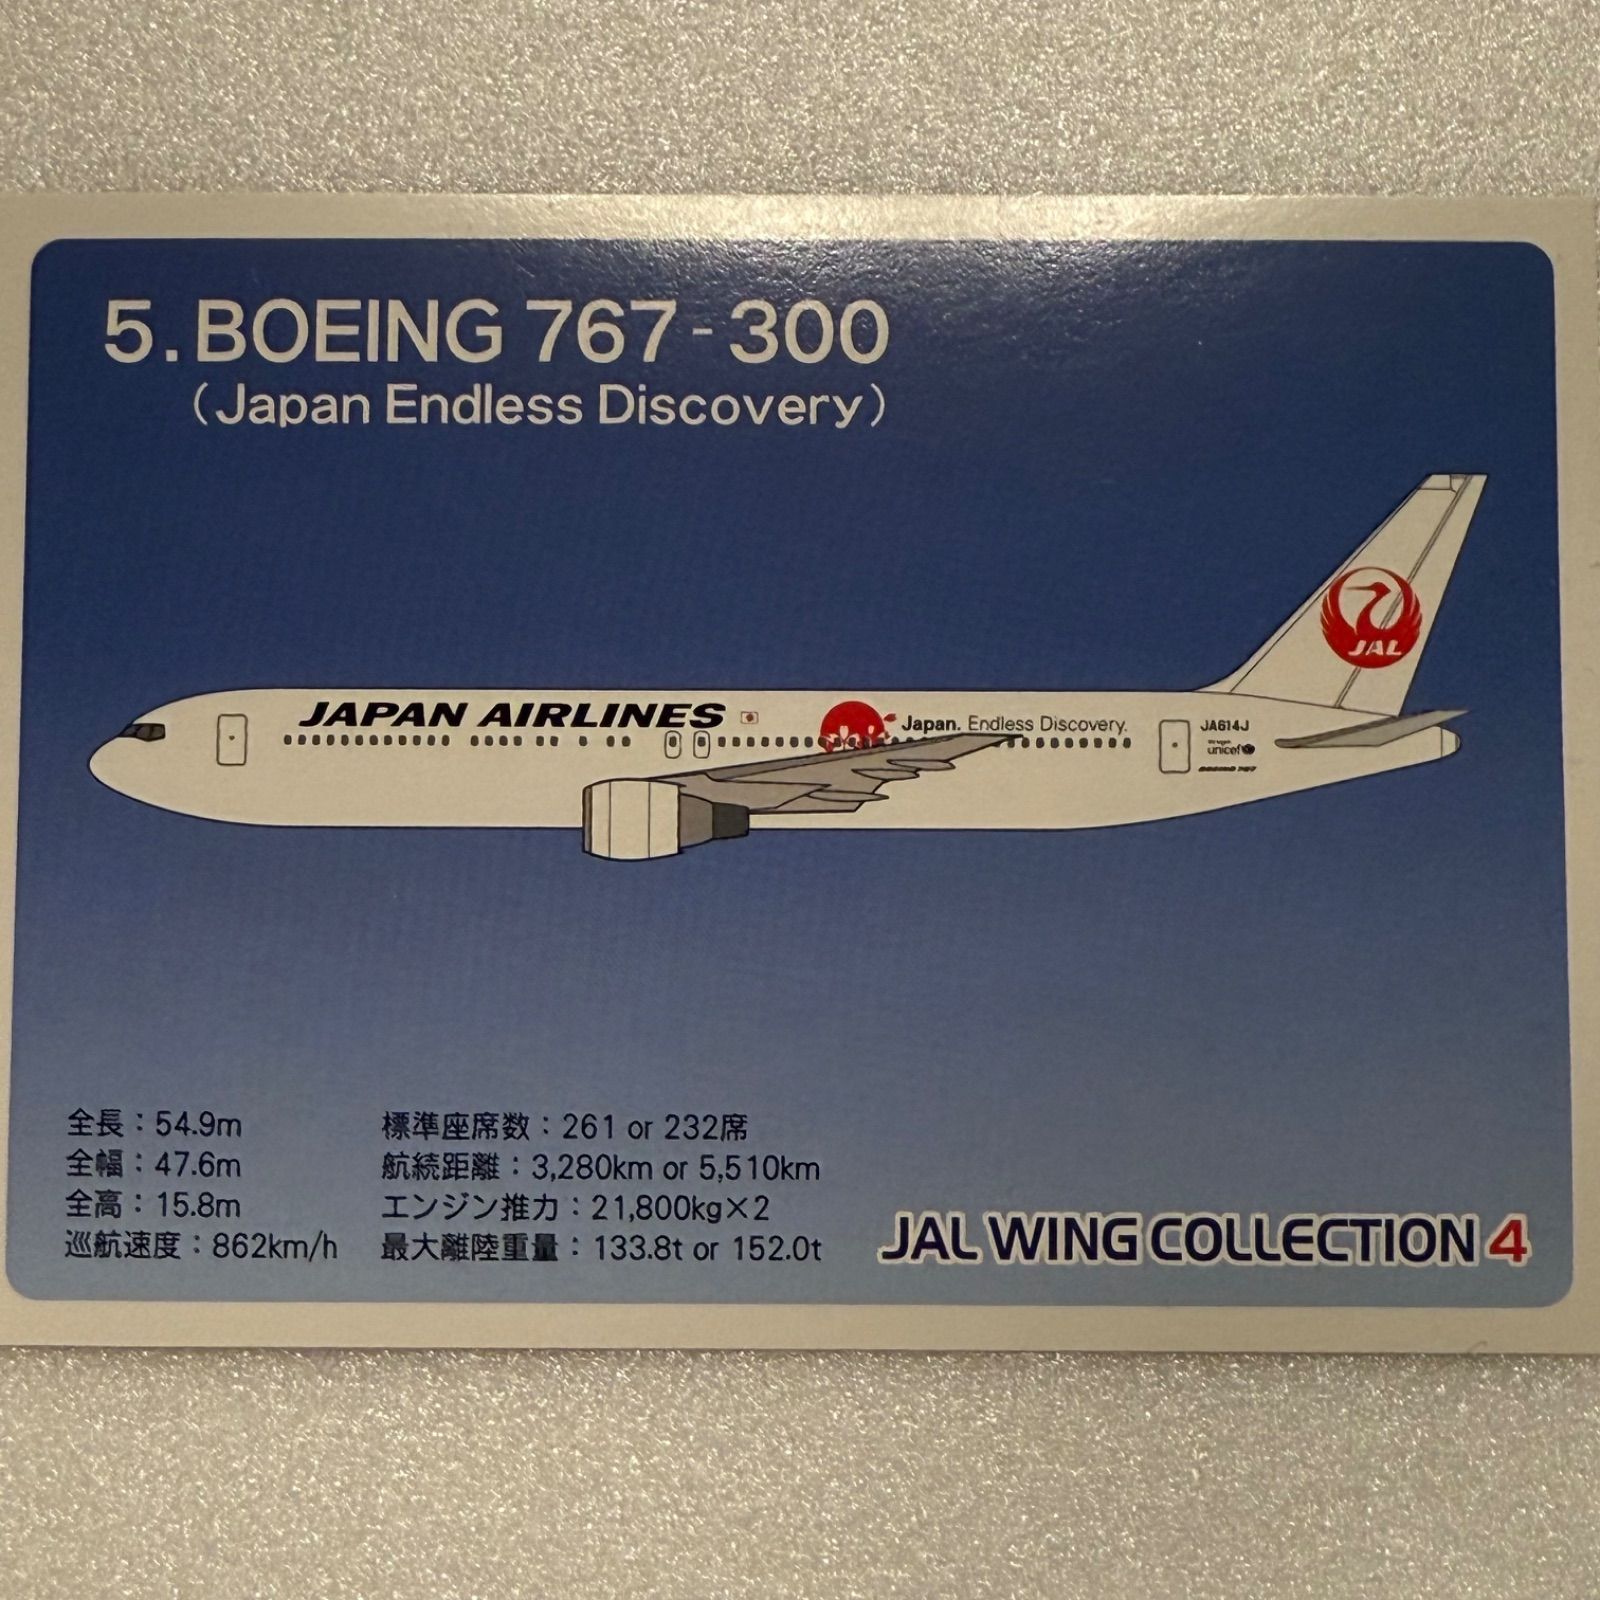 5. BOEING 767-300
(Japan Endless Discovery)
JAPAN AIRLINES
Japan. Endless Discovery.
JAL
JA614J
unicef
BOEING 767
全長：54.9m
全幅：47.6m
全高：15.8m
巡航速度：862km/h
標準座席数：261 or 232席
航続距離：3,280km or 5,510km
エンジン推力：21,800kg×2
最大離陸重量：133.8t or 152.0t
JAL WING COLLECTION 4